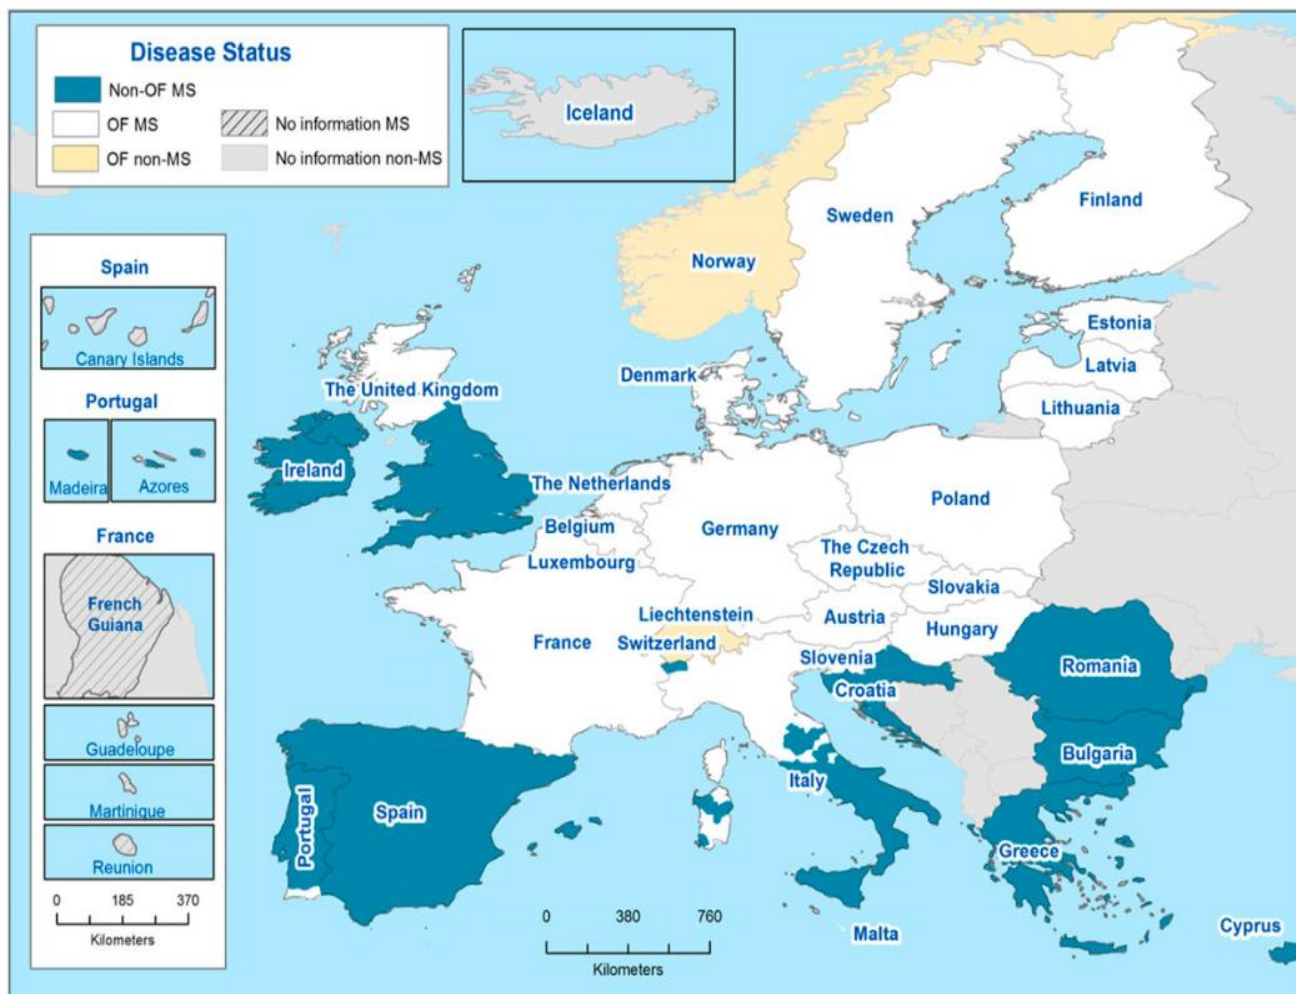 Disease Status
Non-OF MS
OF MS
No information MS
OF non-MS
No information non-MS
Iceland
Finland
Sweden
Norway
Spain
Canary Islands
Estonia
Latvia
Denmark
The United Kingdom
Portugal
Lithuania
Ireland
Madeira
Azores
The Netherlands
Poland
Belgium
Germany
France
The Czech
Republic
Luxembourg
Slovakia
French
Guiana
Liechtenstein
Austria
Hungary
France
Switzerland
Slovenia
Romania
Croatia
Guadeloupe
Bulgaria
Italy
Martinique
Spain
Portugal
Greece
Reunion
0 185 370
Kilometers
0 380 760
Kilometers
Malta
Cyprus